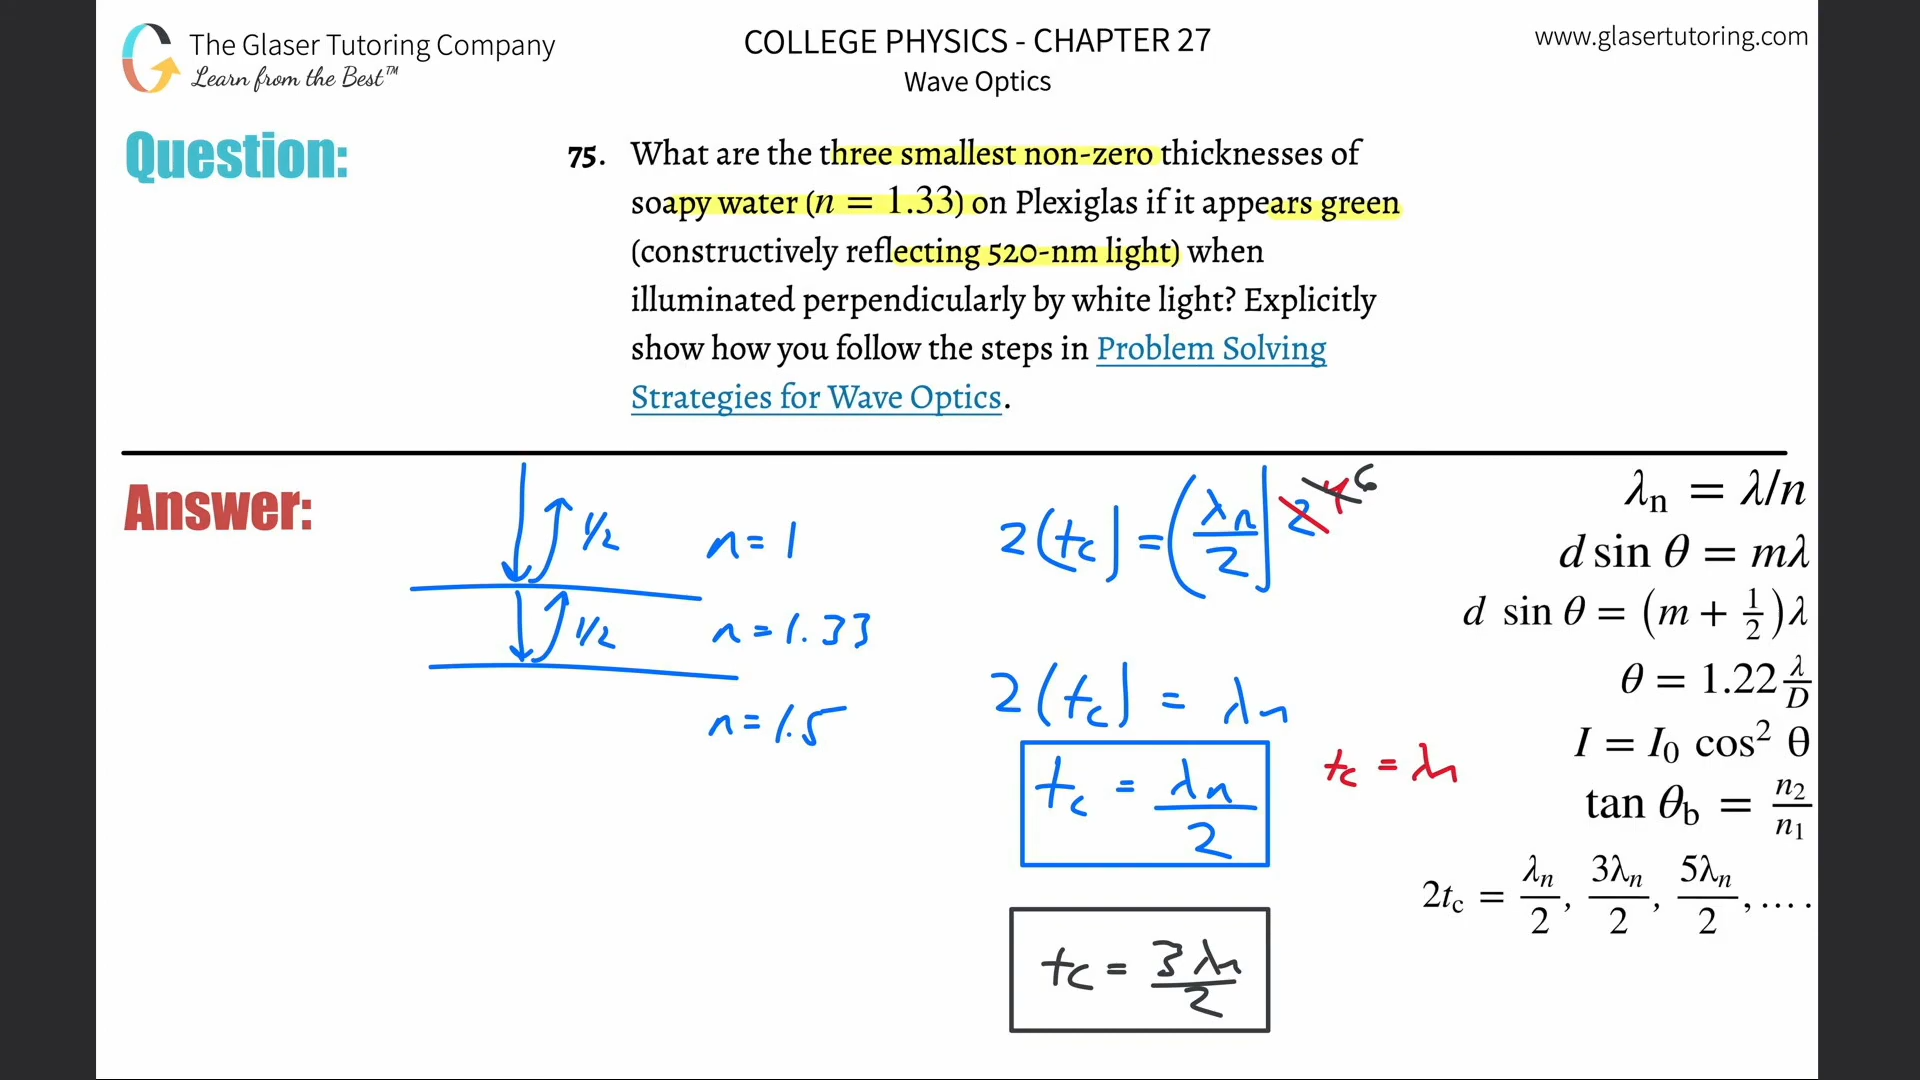 The Glaser Tutoring Company
Learn from the Best™
COLLEGE PHYSICS - CHAPTER 27
Wave Optics
www.glasertutoring.com
Question:
75. What are the three smallest non-zero thicknesses of
soapy water (n = 1.33) on Plexiglas if it appears green
(constructively reflecting 520-nm light) when
illuminated perpendicularly by white light? Explicitly
show how you follow the steps in Problem Solving
Strategies for Wave Optics.
Answer:
1/2
n = 1
1/2
n = 1.33
n = 1.5
2(tc) = (λn/2) 2 4 6
2(tc) = λn
tc = λn/2
tc = λn
tc = 3λn/2
λn = λ/n
d sin θ = mλ
d sin θ = (m + 1/2)λ
θ = 1.22 λ/D
I = I0 cos² θ
tan θb = n2/n1
2tc = λn/2, 3λn/2, 5λn/2, ....